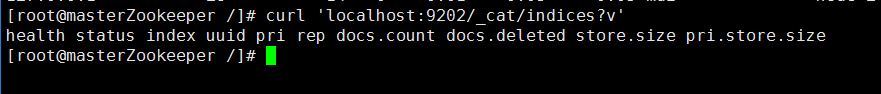 [root@masterZookeeper /]# curl 'localhost:9202/_cat/indices?v'
health status index uuid pri rep docs.count docs.deleted store.size pri.store.size
[root@masterZookeeper /]#